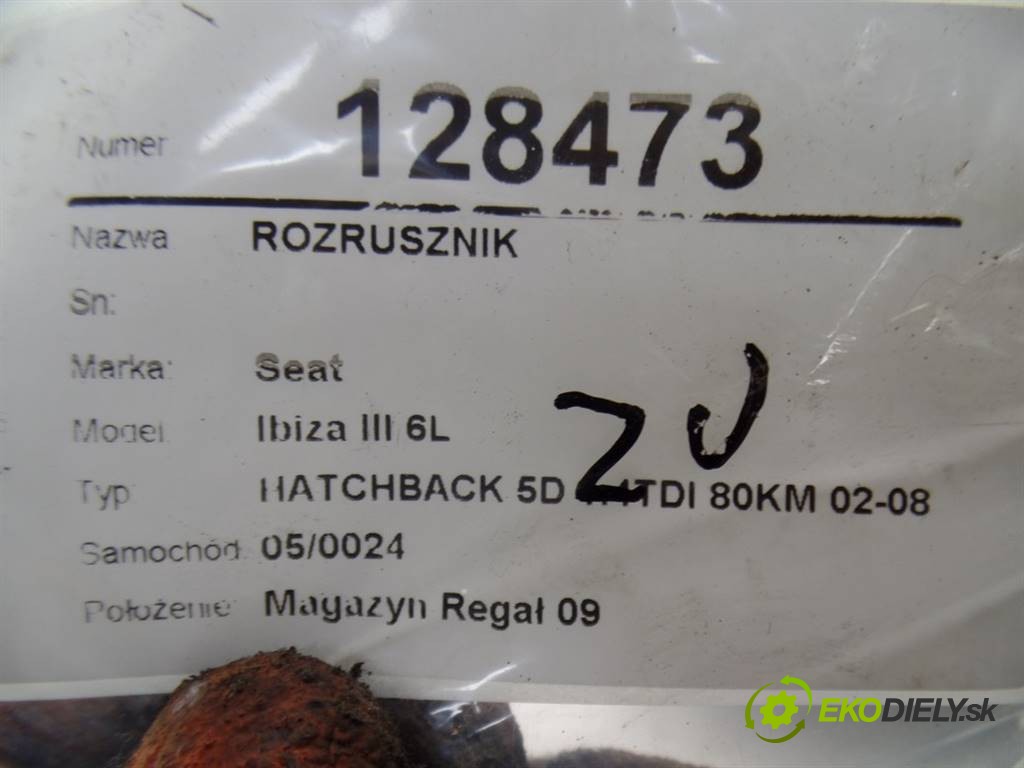 Numer 128473
Nazwa ROZRUSZNIK
Sn:
Marka: Seat
Model Ibiza III 6L
20
Typ HATCHBACK 5D TDI 80KM 02-08
Samochód 05/0024
Położenie: Magazyn Regał 09
EKODIELY.sk